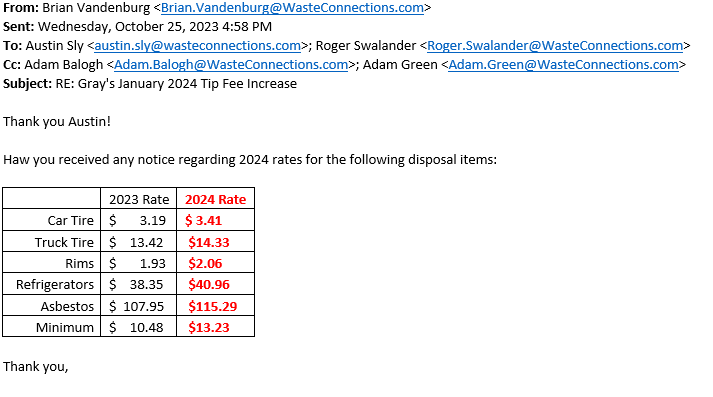 From: Brian Vandenburg <Brian.Vandenburg@WasteConnections.com>
Sent: Wednesday, October 25, 2023 4:58 PM
To: Austin Sly <austin.sly@wasteconnections.com>; Roger Swalander <Roger.Swalander@WasteConnections.com>
Cc: Adam Balogh <Adam.Balogh@WasteConnections.com>; Adam Green <Adam.Green@WasteConnections.com>
Subject: RE: Gray's January 2024 Tip Fee Increase
Thank you Austin!
Haw you received any notice regarding 2024 rates for the following disposal items:
2023 Rate 2024 Rate
Car Tire $ 3.19 $ 3.41
Truck Tire $ 13.42 $14.33
Rims $ 1.93 $2.06
Refrigerators $ 38.35 $40.96
Asbestos $ 107.95 $115.29
Minimum $ 10.48 $13.23
Thank you,